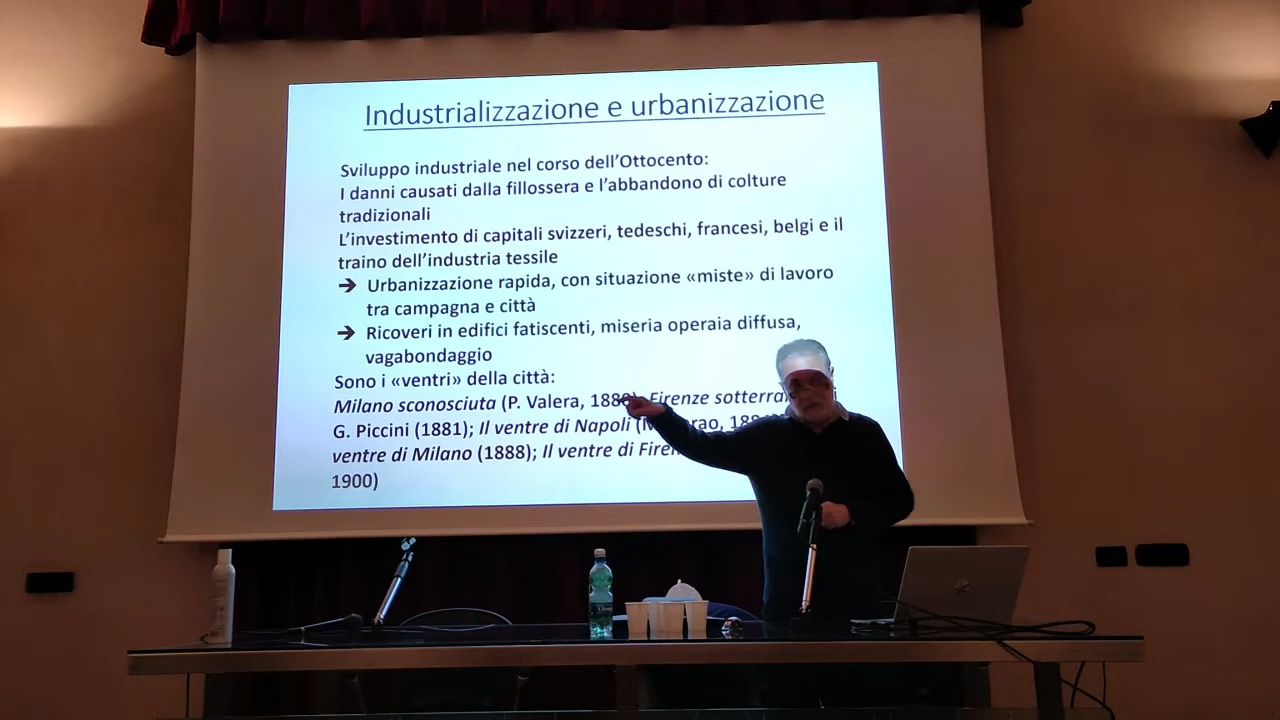 Industrializzazione e urbanizzazione
Sviluppo industriale nel corso dell'Ottocento:
I danni causati dalla fillossera e l'abbandono di colture
tradizionali
L'investimento di capitali svizzeri, tedeschi, francesi, belgi e il
traino dell'industria tessile
➔ Urbanizzazione rapida, con situazione «miste» di lavoro
tra campagna e città
➔ Ricoveri in edifici fatiscenti, miseria operaia diffusa,
vagabondaggio
Sono i «ventri» della città:
Milano sconosciuta (P. Valera, Firenze
G. Piccini (1881); Il ventre di Napoli
ventre di Milano (1888); Il ventre di
1900)